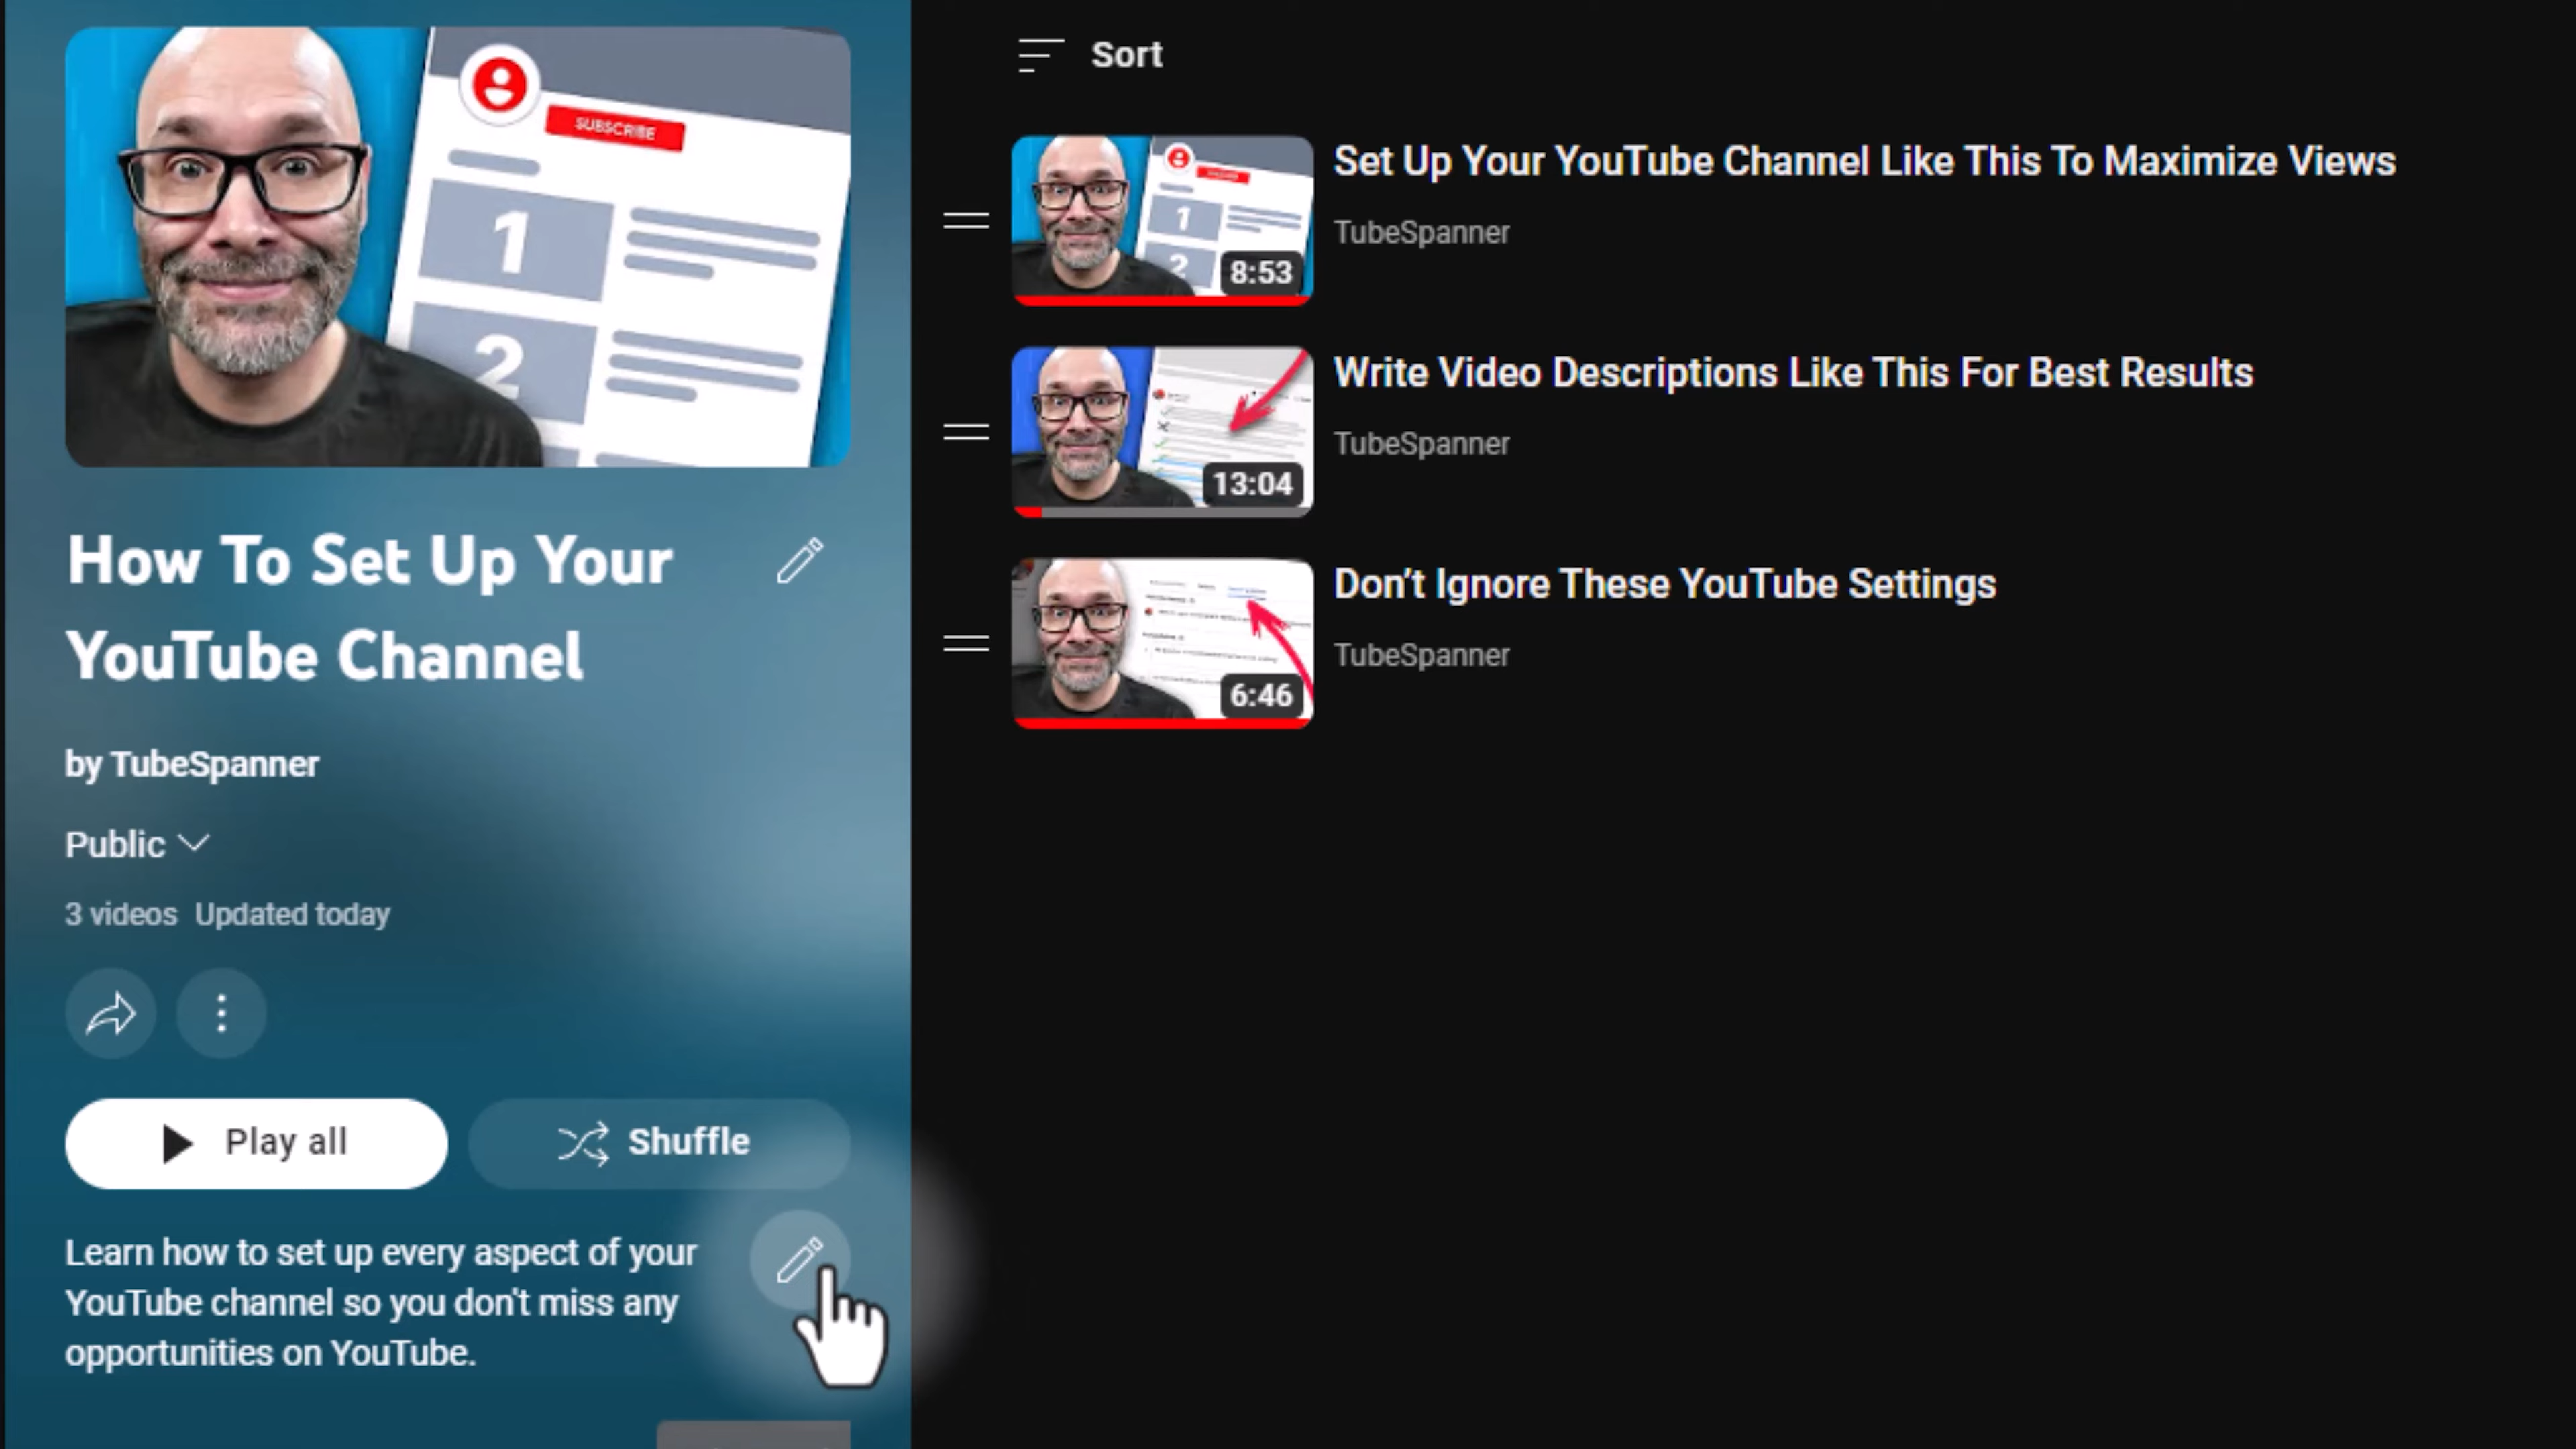 SUBSCRIBE
1
2
How To Set Up Your
YouTube Channel
by TubeSpanner
Public
3 videos Updated today
Play all
Shuffle
Learn how to set up every aspect of your
YouTube channel so you don't miss any
opportunities on YouTube.
Sort
1
2
8:53
Set Up Your YouTube Channel Like This To Maximize Views
TubeSpanner
13:04
Write Video Descriptions Like This For Best Results
TubeSpanner
6:46
Don’t Ignore These YouTube Settings
TubeSpanner